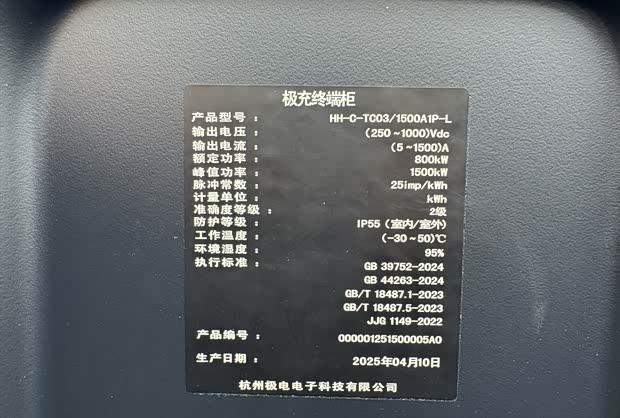 极充终端柜
产品型号： HH-C-TC03/1500A1P-L
输出电压： (250～1000)Vdc
输出电流： (5～1500)A
额定功率： 800kW
峰值功率： 1500kW
脉冲常数： 25imp/kWh
计量单位： kWh
准确度等级： 2级
防护等级： IP55（室内/室外）
工作温度： (-30～50)℃
环境湿度： 95%
执行标准： GB 39752-2024
GB 44263-2024
GB/T 18487.1-2023
GB/T 18487.5-2023
JJG 1149-2022
产品编号： 000001251500005A0
生产日期： 2025年04月10日
杭州极电电子科技有限公司